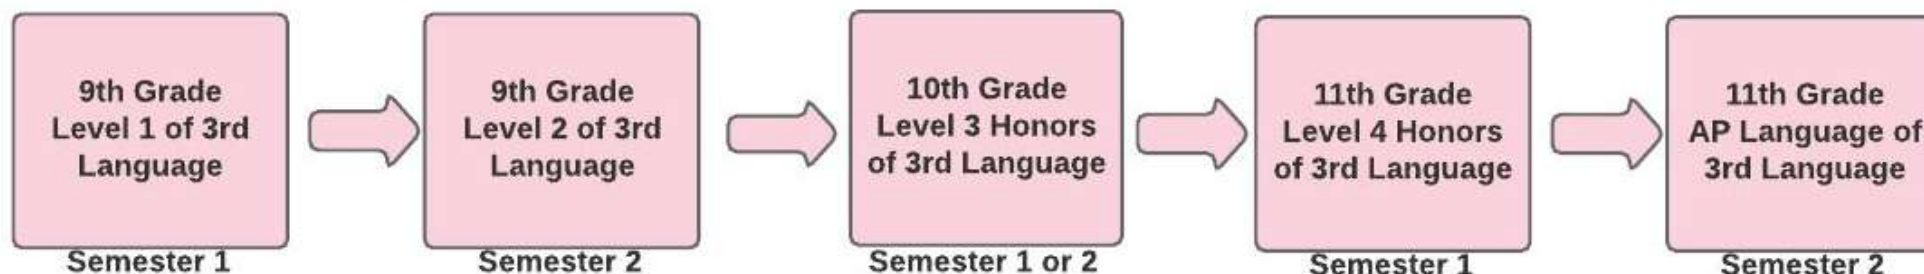 9th Grade
Level 1 of 3rd
Language
Semester 1
9th Grade
Level 2 of 3rd
Language
Semester 2
10th Grade
Level 3 Honors
of 3rd Language
Semester 1 or 2
11th Grade
Level 4 Honors
of 3rd Language
Semester 1
11th Grade
AP Language of
3rd Language
Semester 2